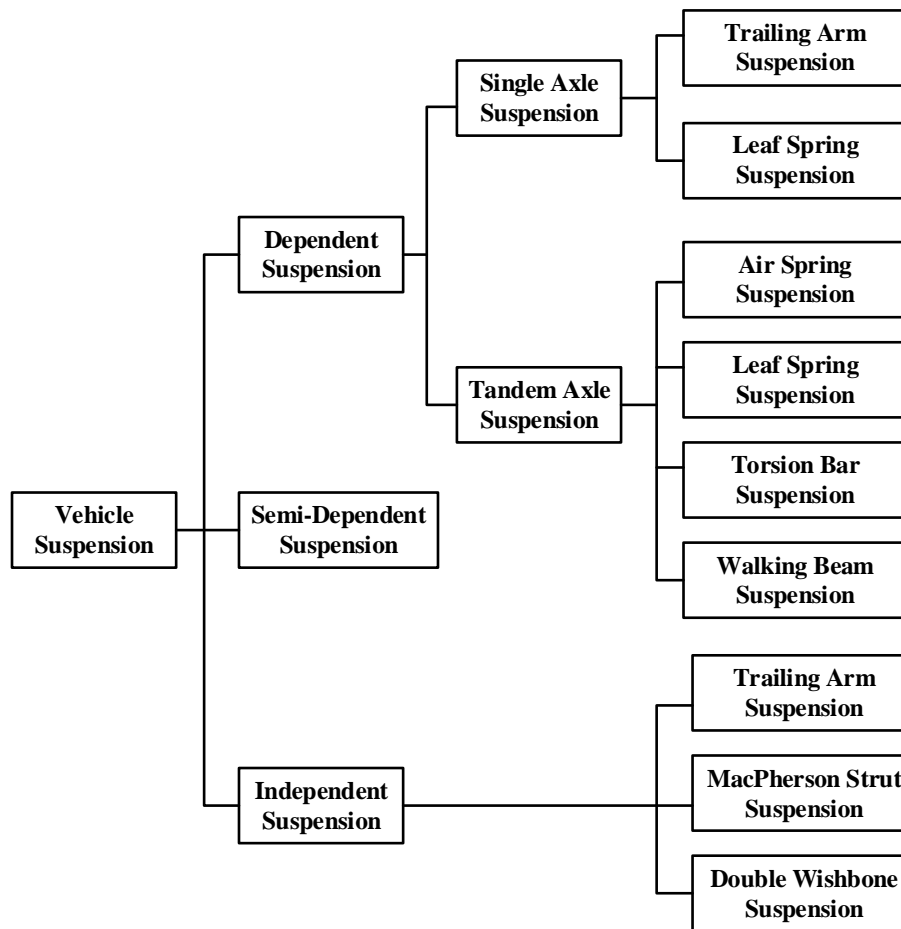 Trailing Arm
Suspension
Single Axle
Suspension
Leaf Spring
Suspension
Dependent
Suspension
Air Spring
Suspension
Leaf Spring
Suspension
Tandem Axle
Suspension
Torsion Bar
Suspension
Vehicle
Suspension
Semi-Dependent
Suspension
Walking Beam
Suspension
Trailing Arm
Suspension
Independent
Suspension
MacPherson Strut
Suspension
Double Wishbone
Suspension